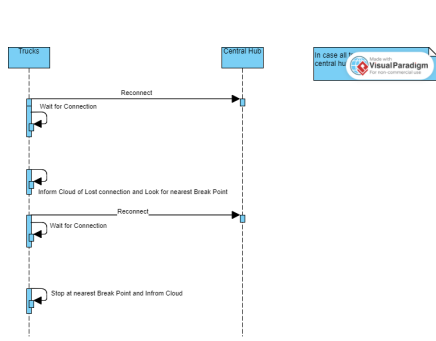 Trucks
Central Hub
In case all
central hu
Made with
Visual Paradigm
For non-commercial use
Reconnect
Wait for Connection
Inform Cloud of Lost connection and Look for nearest Break Point
Reconnect
Wait for Connection
Stop at nearest Break Point and Infrom Cloud